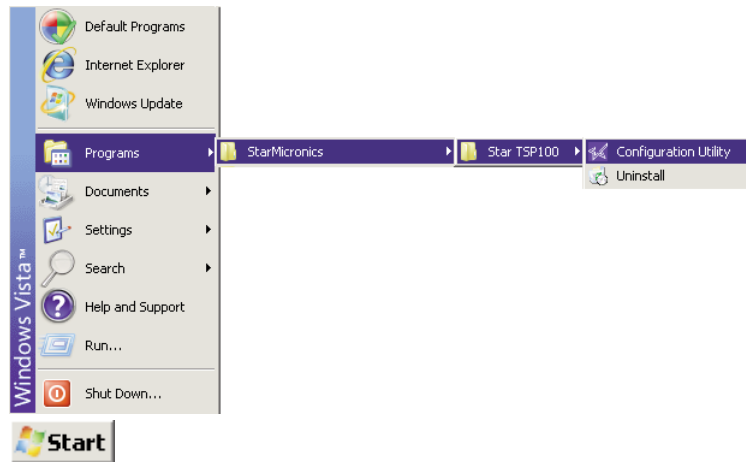 Default Programs
Internet Explorer
Windows Update
Programs
StarMicronics
Star TSP100
Configuration Utility
Uninstall
Documents
Settings
Search
Help and Support
Run...
Shut Down...
Windows Vista™
Start